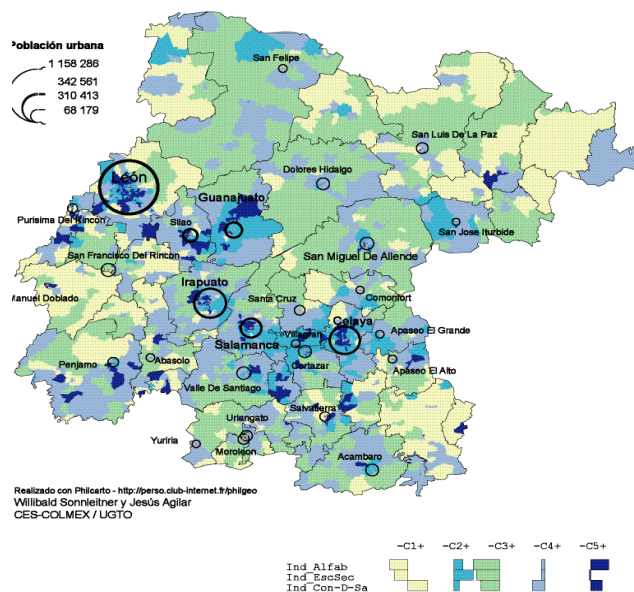 Población urbana
1 158 286
342 561
310 413
68 179
San Felipe
San Luis De La Paz
León
Dolores Hidalgo
Guanajuato
Purisima Del Rincon
Silao
San Jose Iturbide
San Francisco Del Rincon
San Miguel De Allende
Irapuato
Manuel Doblado
Santa Cruz
Comonfort
Celaya
Villagran
Apaseo El Grande
Salamanca
Penjamo
Abasolo
Cortazar
Apaseo El Alto
Valle De Santiago
Salvatierra
Uriangato
Yuriria
Moroleon
Acambaro
Realizado con Philcarto - http://perso.club-internet.fr/philgeo
Willibald Sonnleitner y Jesús Agilar
CES-COLMEX / UGTO
-C1+ -C2+ -C3+ -C4+ -C5+
Ind_Alfab
Ind_EscSec
Ind_Con-D-Sa